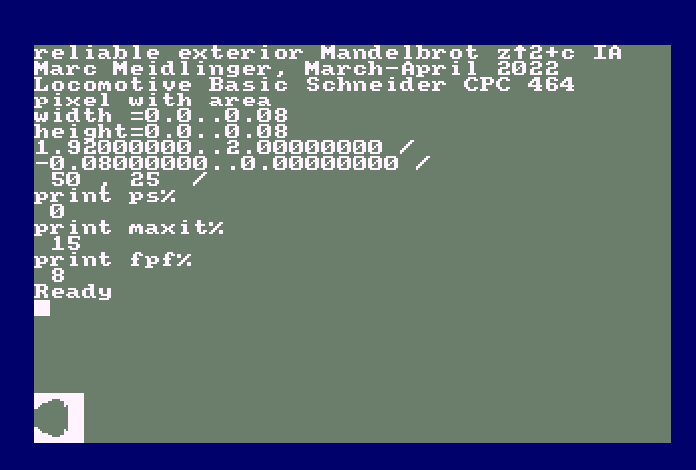 reliable exterior Mandelbrot z↑2+c IA
Marc Meidlinger, March-April 2022
Locomotive Basic Schneider CPC 464
pixel with area
width =0.0..0.08
height=0.0..0.08
1.92000000..2.00000000 /
-0.08000000..0.00000000 /
50 , 25 /
print ps%
0
print maxit%
15
print fpf%
8
Ready